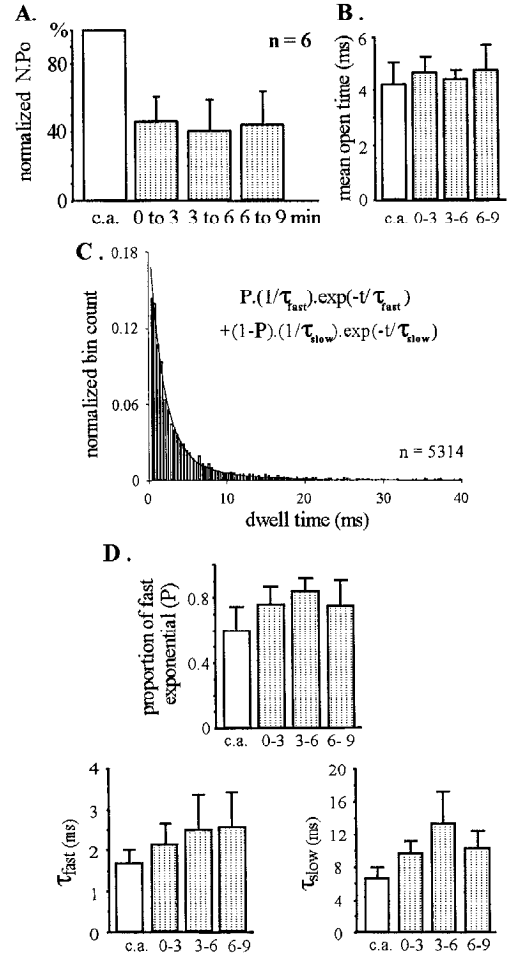 A.
%
80
40
0
normalized N.Po
n = 6
c.a. 0 to 3 3 to 6 6 to 9 min
B.
6
4
2
0
mean open time (ms)
c.a. 0-3 3-6 6-9
C.
0.18
0.12
0.06
0
normalized bin count
P.(1/τfast).exp(-t/τfast)
+(1-P).(1/τslow).exp(-t/τslow)
n = 5314
0 10 20 30 40
dwell time (ms)
D.
0.8
0.4
0
proportion of fast
exponential (P)
c.a. 0-3 3-6 6-9
4
3
2
1
0
τfast (ms)
c.a. 0-3 3-6 6-9
20
16
12
8
4
0
τslow (ms)
c.a. 0-3 3-6 6-9